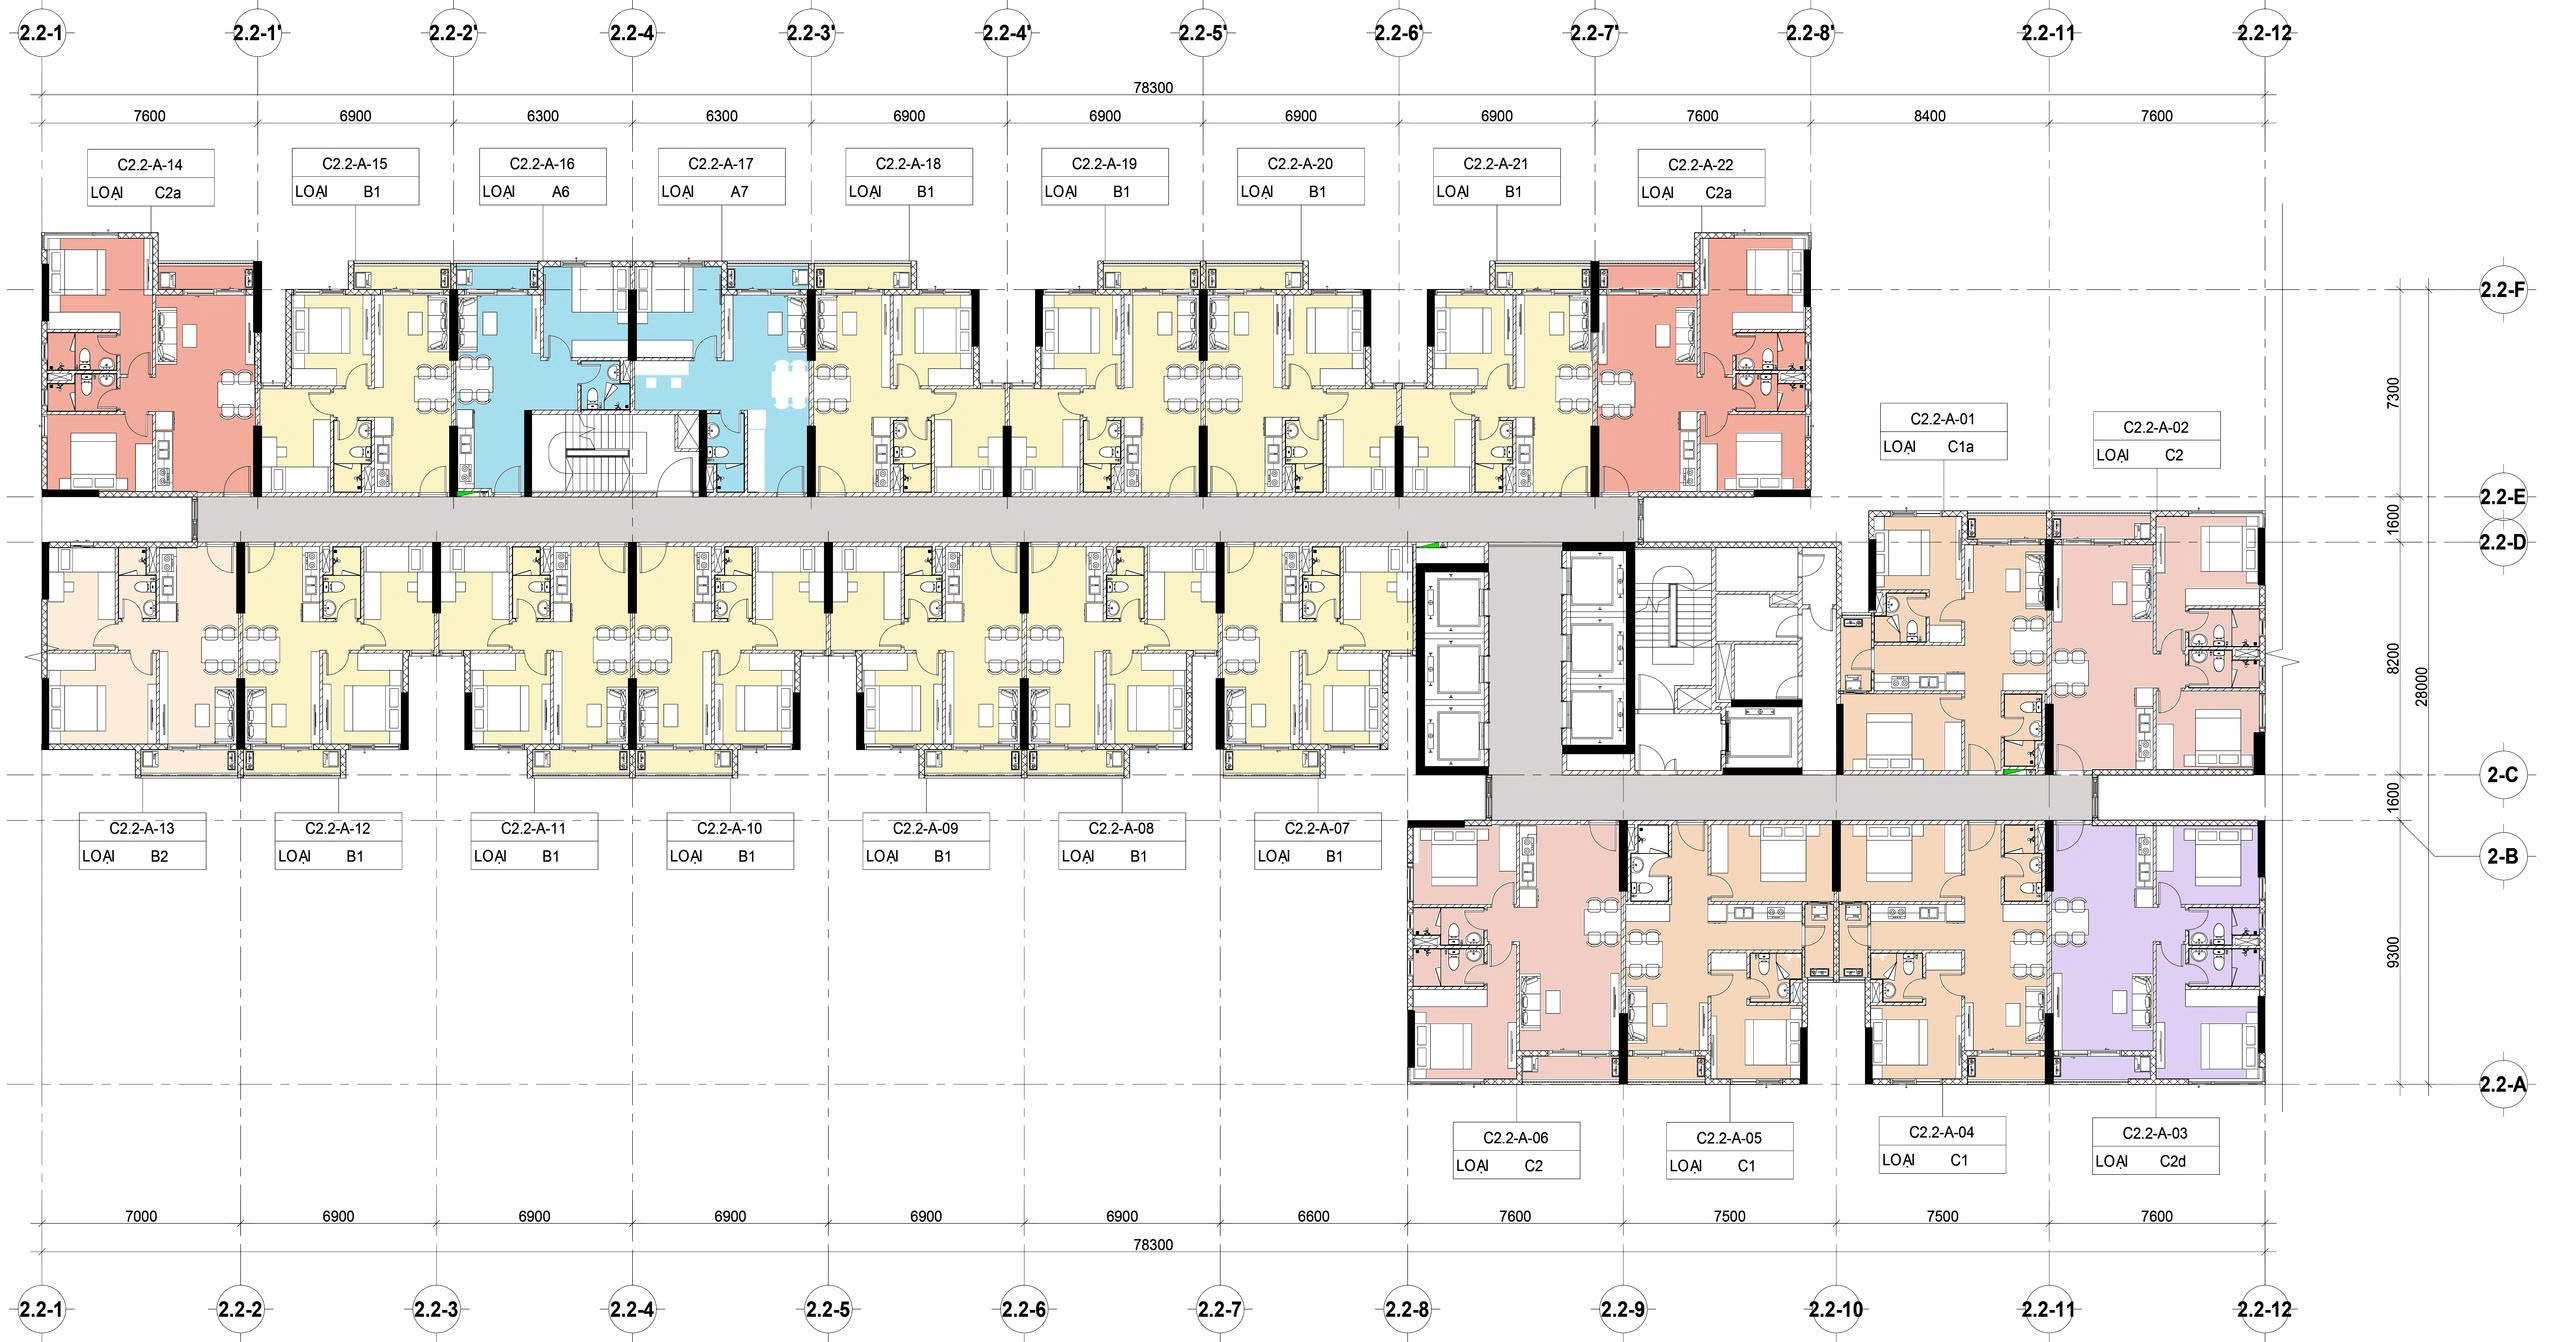 2.2-1 2.2-1' 2.2-2' 2.2-4 2.2-3' 2.2-4' 2.2-5' 2.2-6' 2.2-7' 2.2-8' 2.2-11 2.2-12
78300
7600 6900 6300 6300 6900 6900 6900 6900 7600 8400 7600
C2.2-A-14
LOẠI C2a
C2.2-A-15
LOẠI B1
C2.2-A-16
LOẠI A6
C2.2-A-17
LOẠI A7
C2.2-A-18
LOẠI B1
C2.2-A-19
LOẠI B1
C2.2-A-20
LOẠI B1
C2.2-A-21
LOẠI B1
C2.2-A-22
LOẠI C2a
C2.2-A-01
LOẠI C1a
C2.2-A-02
LOẠI C2
2.2-F
7300
2.2-E
1600
2.2-D
8200
28000
2-C
1600
2-B
9300
2.2-A
C2.2-A-13
LOẠI B2
C2.2-A-12
LOẠI B1
C2.2-A-11
LOẠI B1
C2.2-A-10
LOẠI B1
C2.2-A-09
LOẠI B1
C2.2-A-08
LOẠI B1
C2.2-A-07
LOẠI B1
C2.2-A-06
LOẠI C2
C2.2-A-05
LOẠI C1
C2.2-A-04
LOẠI C1
C2.2-A-03
LOẠI C2d
7000 6900 6900 6900 6900 6900 6600 7600 7500 7500 7600
78300
2.2-1 2.2-2 2.2-3 2.2-4 2.2-5 2.2-6 2.2-7 2.2-8 2.2-9 2.2-10 2.2-11 2.2-12